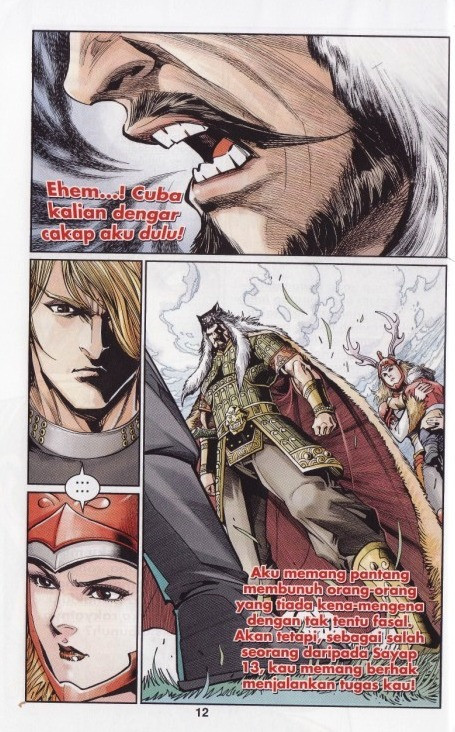 Ehem...! Cuba
kalian dengar
cakap aku dulu!
...
...
Aku memang pantang
membunuh orang-orang
yang tiada kena-mengena
dengan tak tentu fasal.
Akan tetapi, sebagai salah
seorang daripada Sayap
13, kau memang berhak
menjalankan tugas kau!
12